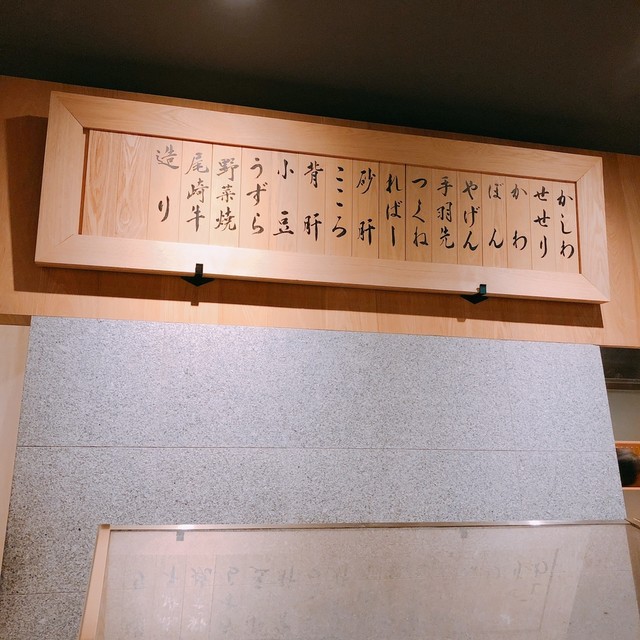 かしわ
せせり
かわ
ぼん
やげん
手羽先
つくね
ればー
砂肝
こころ
背肝
小豆
うずら
野菜焼
尾崎牛
造り